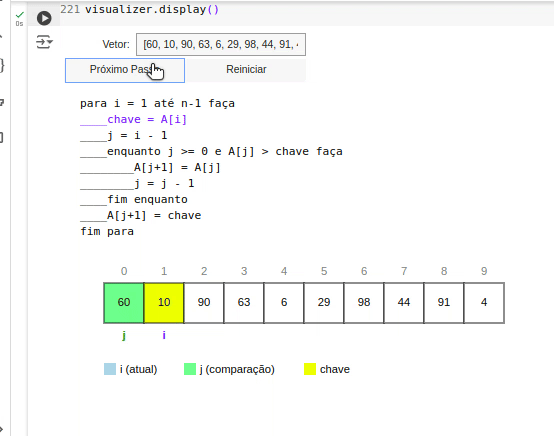 221 visualizer.display()
0s
Vetor: [60, 10, 90, 63, 6, 29, 98, 44, 91,
Próximo Passo Reiniciar
para i = 1 até n-1 faça
____chave = A[i]
____j = i - 1
____enquanto j >= 0 e A[j] > chave faça
________A[j+1] = A[j]
________j = j - 1
____fim enquanto
____A[j+1] = chave
fim para
0 1 2 3 4 5 6 7 8 9
60 10 90 63 6 29 98 44 91 4
j i
i (atual) j (comparação) chave